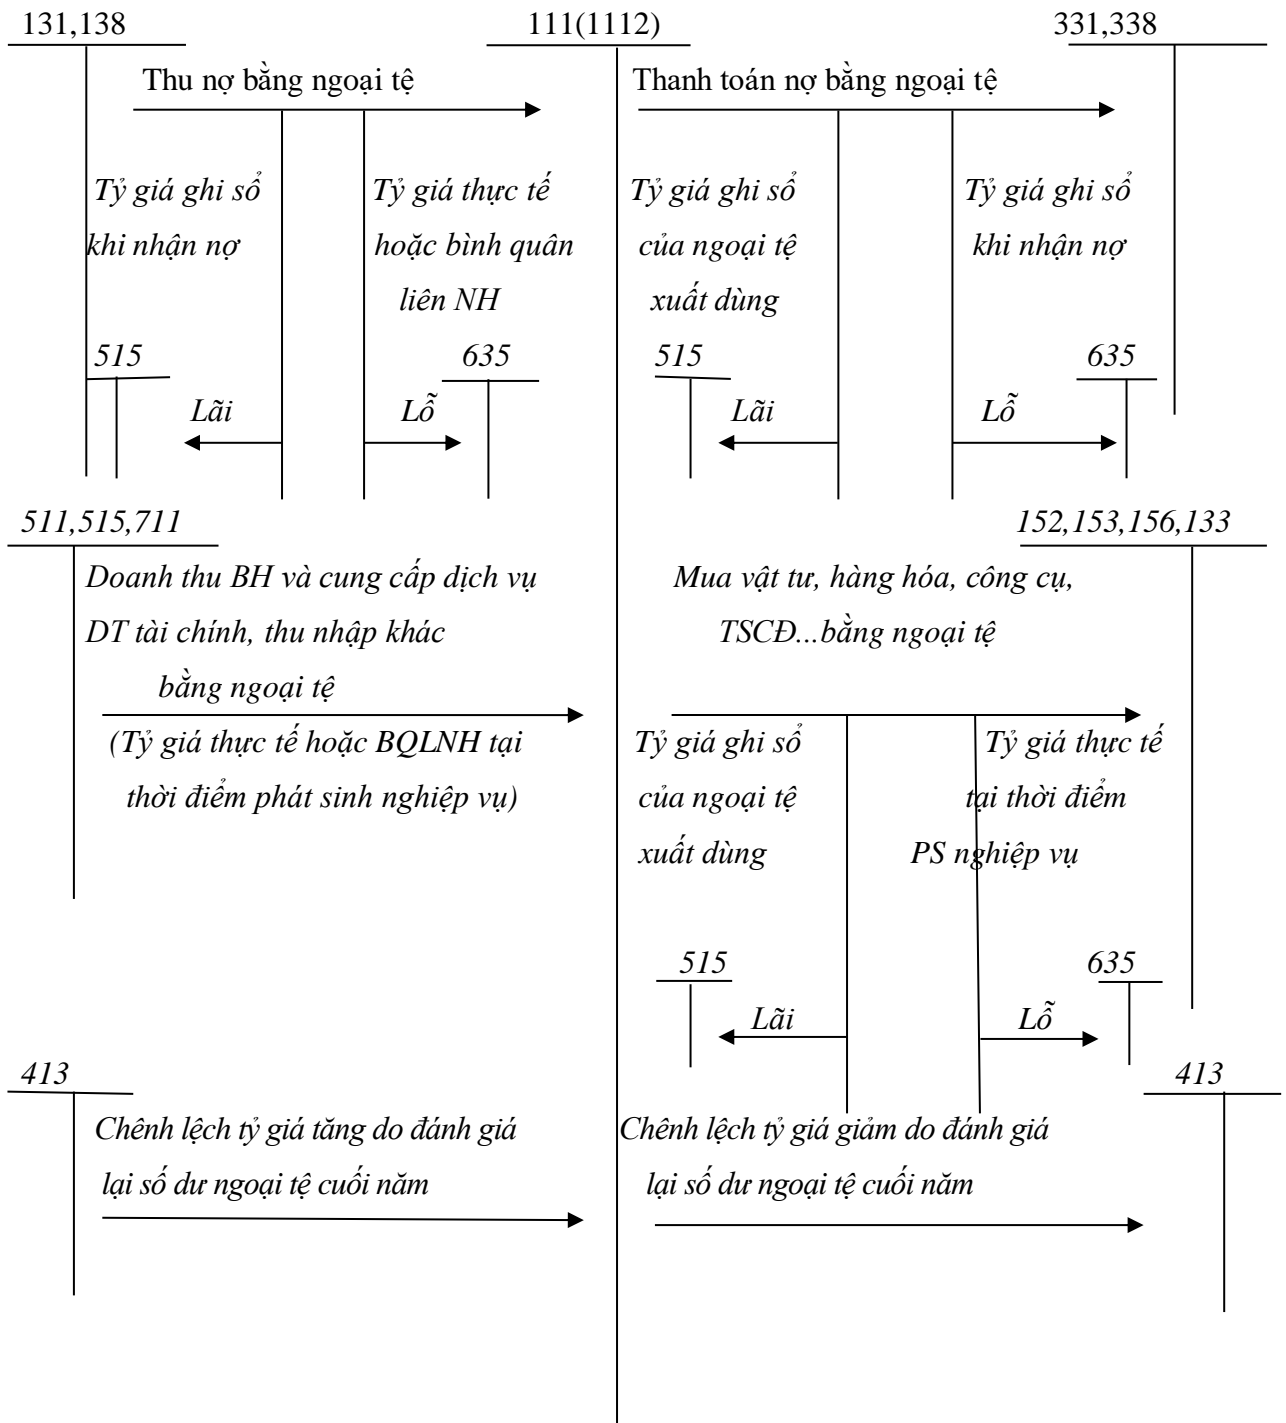 131,138
111(1112)
331,338
Thu nợ bằng ngoại tệ
Thanh toán nợ bằng ngoại tệ
Tỷ giá ghi sổ
khi nhận nợ
Tỷ giá thực tế
hoặc bình quân
liên NH
Tỷ giá ghi sổ
của ngoại tệ
xuất dùng
Tỷ giá ghi sổ
khi nhận nợ
515
635
515
635
Lãi
Lỗ
Lãi
Lỗ
511,515,711
152,153,156,133
Doanh thu BH và cung cấp dịch vụ
DT tài chính, thu nhập khác
bằng ngoại tệ
(Tỷ giá thực tế hoặc BQLNH tại
thời điểm phát sinh nghiệp vụ)
Mua vật tư, hàng hóa, công cụ,
TSCĐ...bằng ngoại tệ
Tỷ giá ghi sổ
của ngoại tệ
xuất dùng
Tỷ giá thực tế
tại thời điểm
PS nghiệp vụ
515
635
Lãi
Lỗ
413
413
Chênh lệch tỷ giá tăng do đánh giá
lại số dư ngoại tệ cuối năm
Chênh lệch tỷ giá giảm do đánh giá
lại số dư ngoại tệ cuối năm